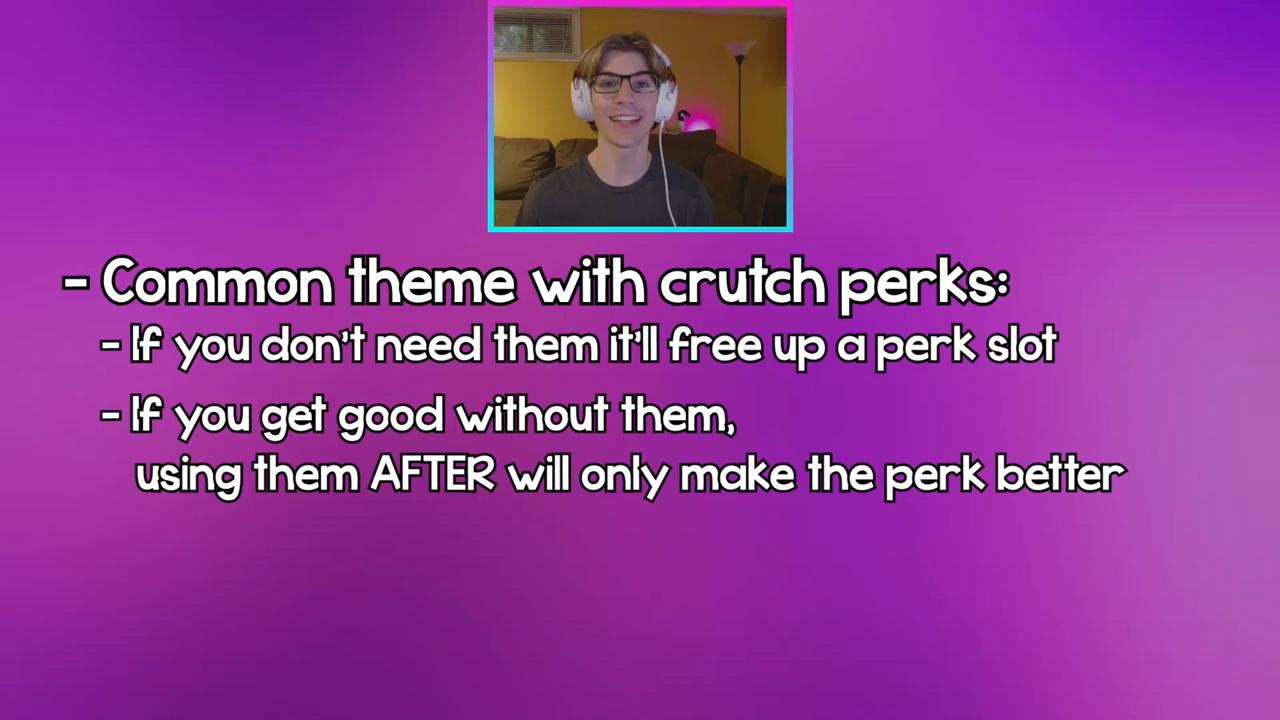 - Common theme with crutch perks:
- If you don't need them it'll free up a perk slot
- If you get good without them,
using them AFTER will only make the perk better